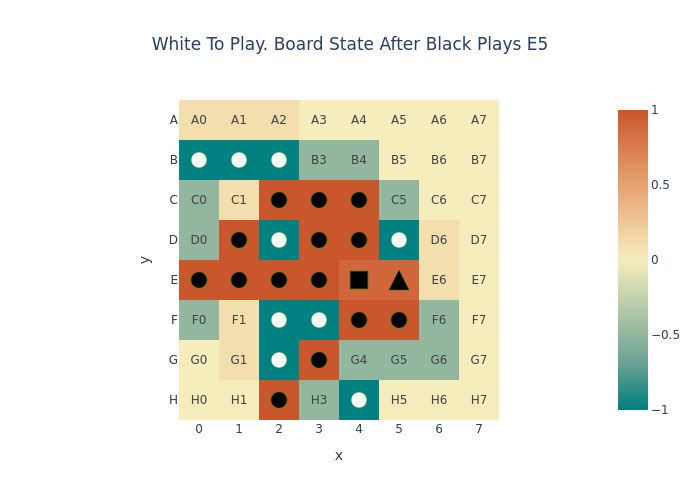 White To Play. Board State After Black Plays E5
A A0 A1 A2 A3 A4 A5 A6 A7
B B3 B4 B5 B6 B7
C C0 C1 C5 C6 C7
D D0 D6 D7
E E6 E7
F F0 F1 F6 F7
G G0 G1 G4 G5 G6 G7
H H0 H1 H3 H5 H6 H7
0 1 2 3 4 5 6 7
x
y
1
0.5
0
−0.5
−1